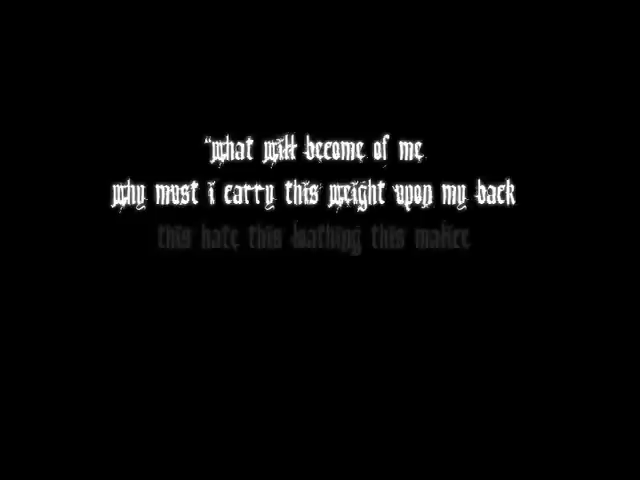 "what will become of me
why must i carry this weight upon my back
this hate this loathing this malice